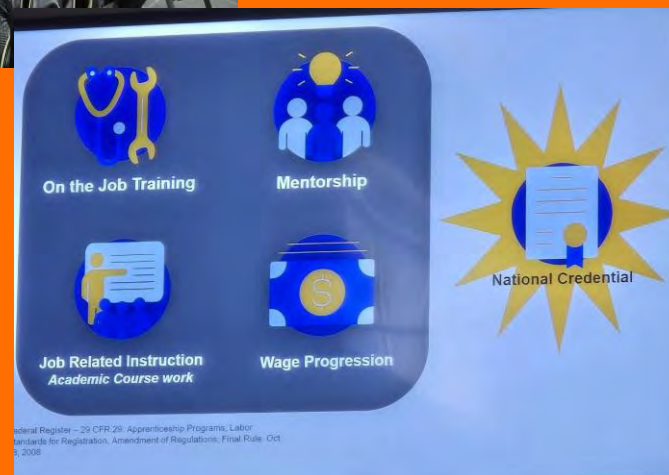 On the Job Training
Mentorship
National Credential
Job Related Instruction
Academic Course work
Wage Progression
ederal Register – 29 CFR 29: Apprenticeship Programs, Labor
tandards for Registration, Amendment of Regulations; Final Rule. Oct
2008